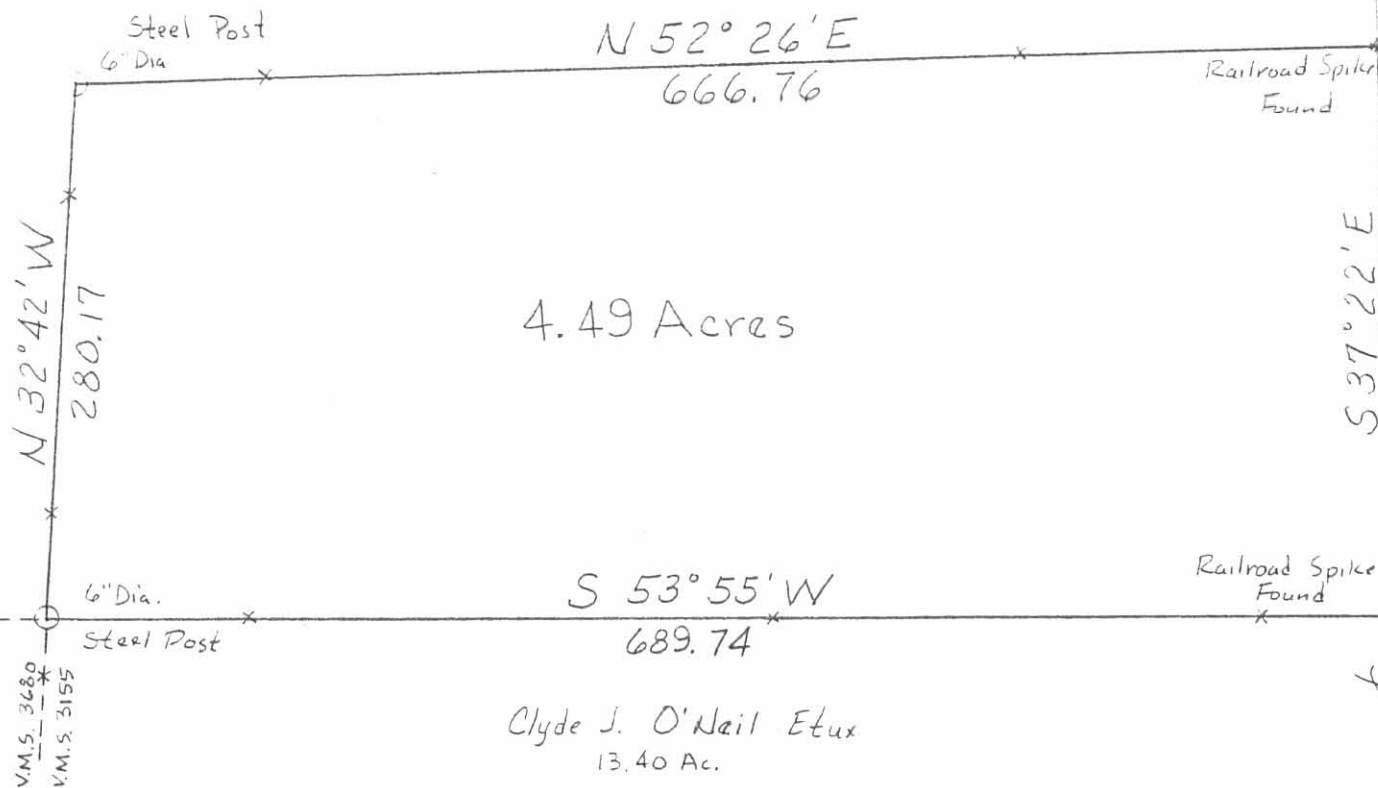 Steel Post
6" Dia
N 52° 26' E
666.76
Railroad Spike
Found
N 32° 42' W
280.17
4.49 Acres
S 37° 22' E
6" Dia.
Steel Post
S 53° 55' W
689.74
Railroad Spike
Found
V.M.S. 3680
V.M.S. 3155
Clyde J. O'Neil Etux
13.40 Ac.